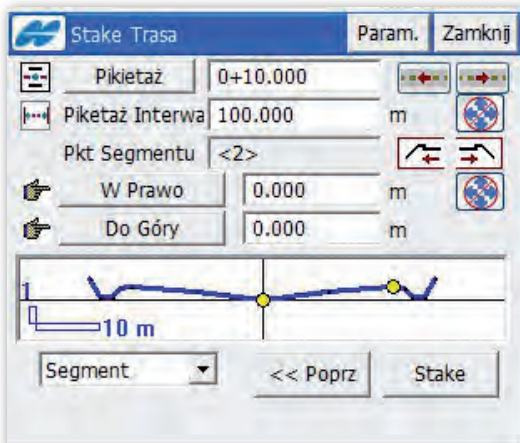 Stake Trasa Param. Zamknij
Pikietaż 0+10.000
Piketaż Interwa 100.000 m
Pkt Segmentu <2>
W Prawo 0.000 m
Do Góry 0.000 m
1
10 m
Segment << Poprz Stake